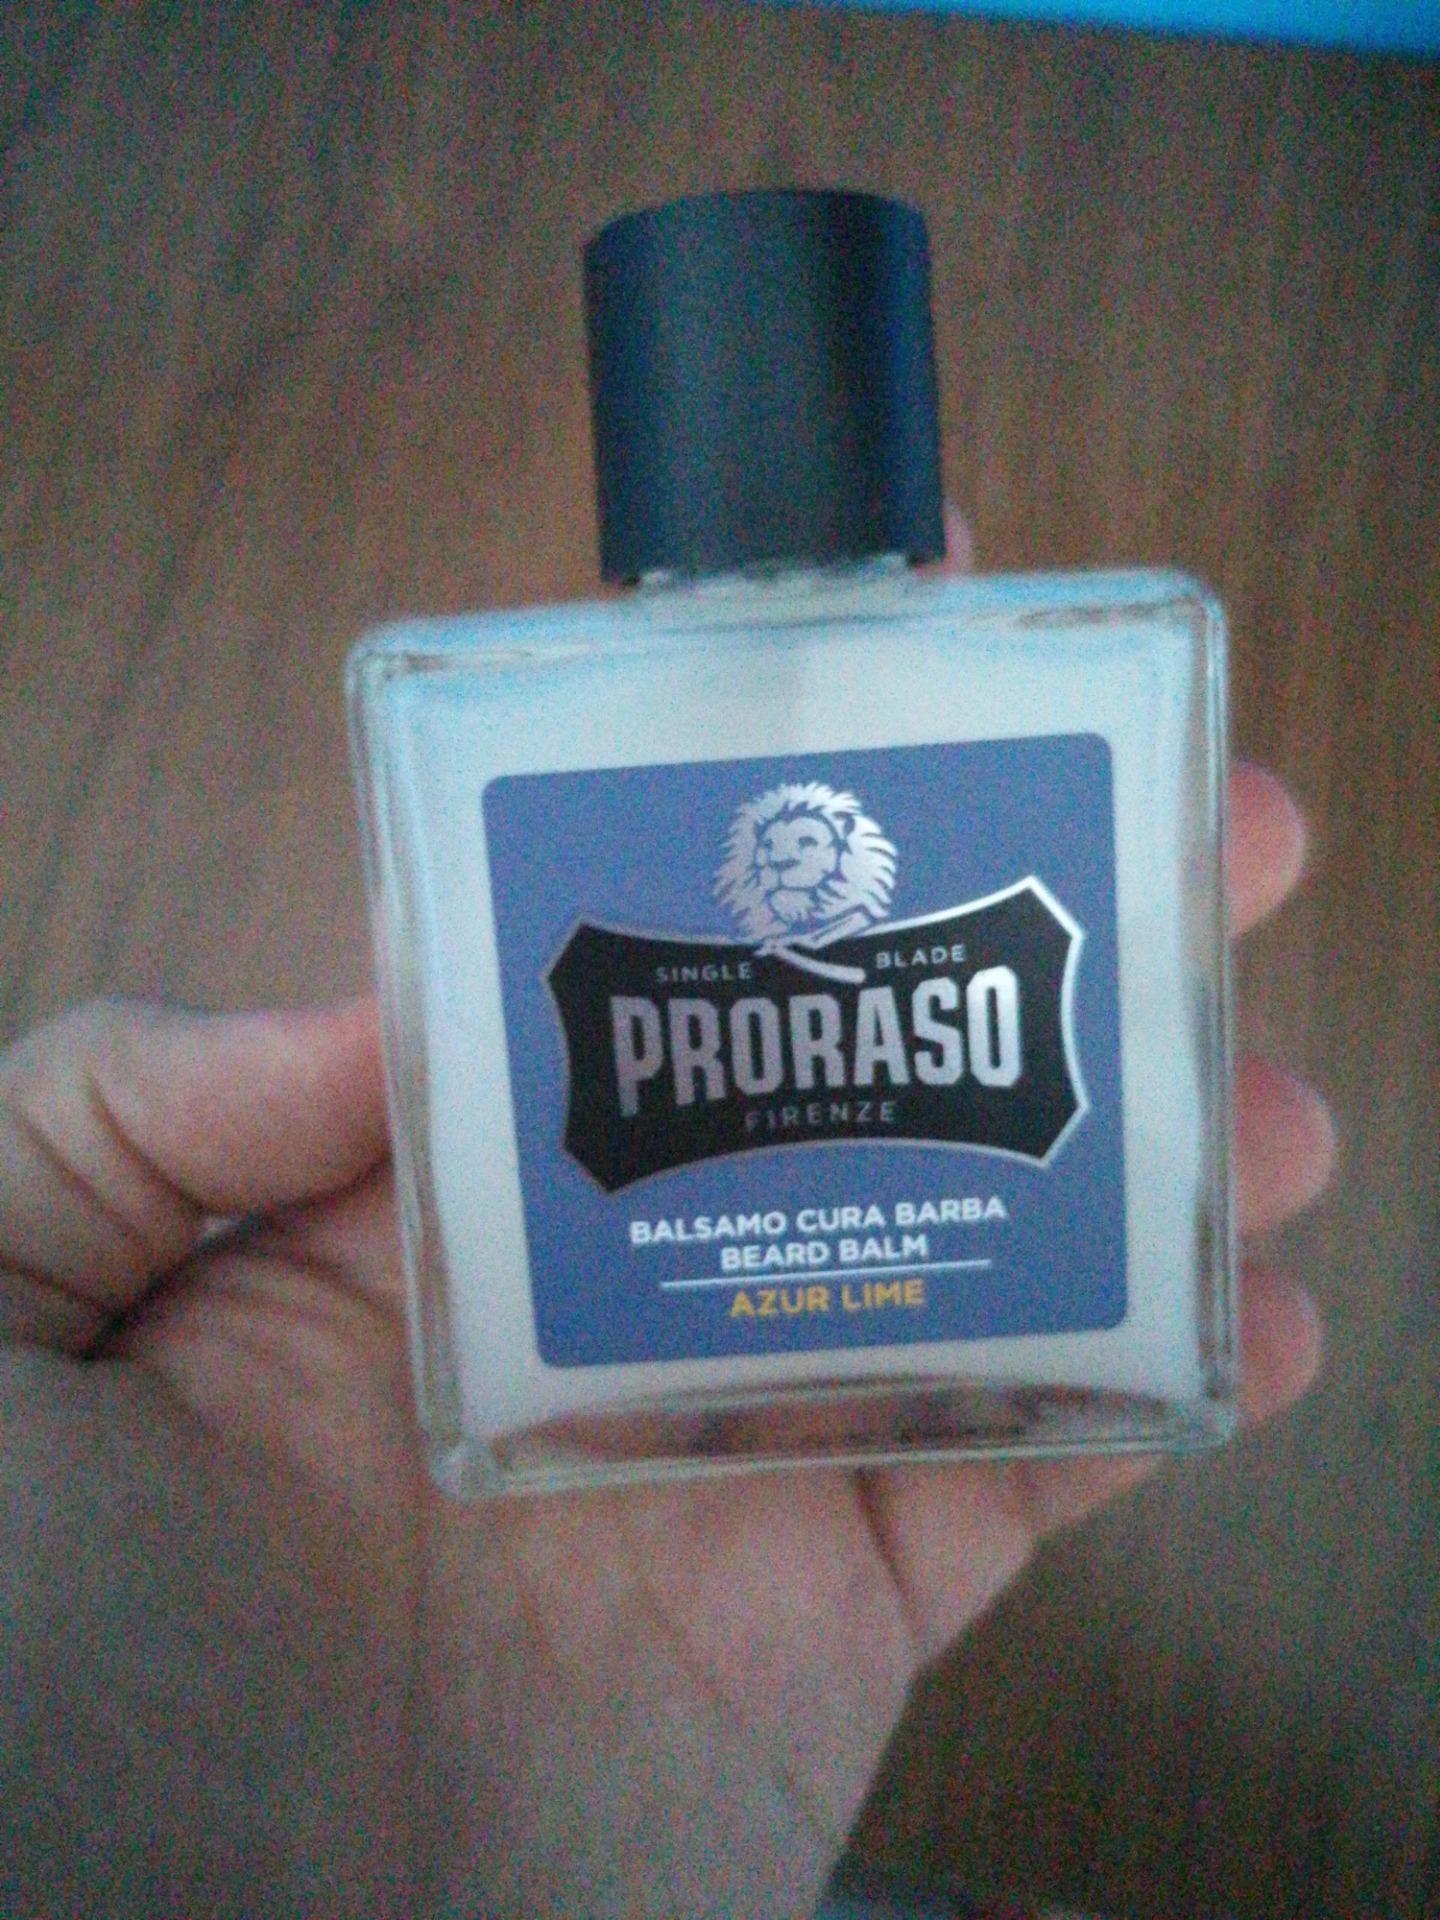 SINGLE BLADE
PRORASO
FIRENZE
BALSAMO CURA BARBA
BEARD BALM
AZUR LIME